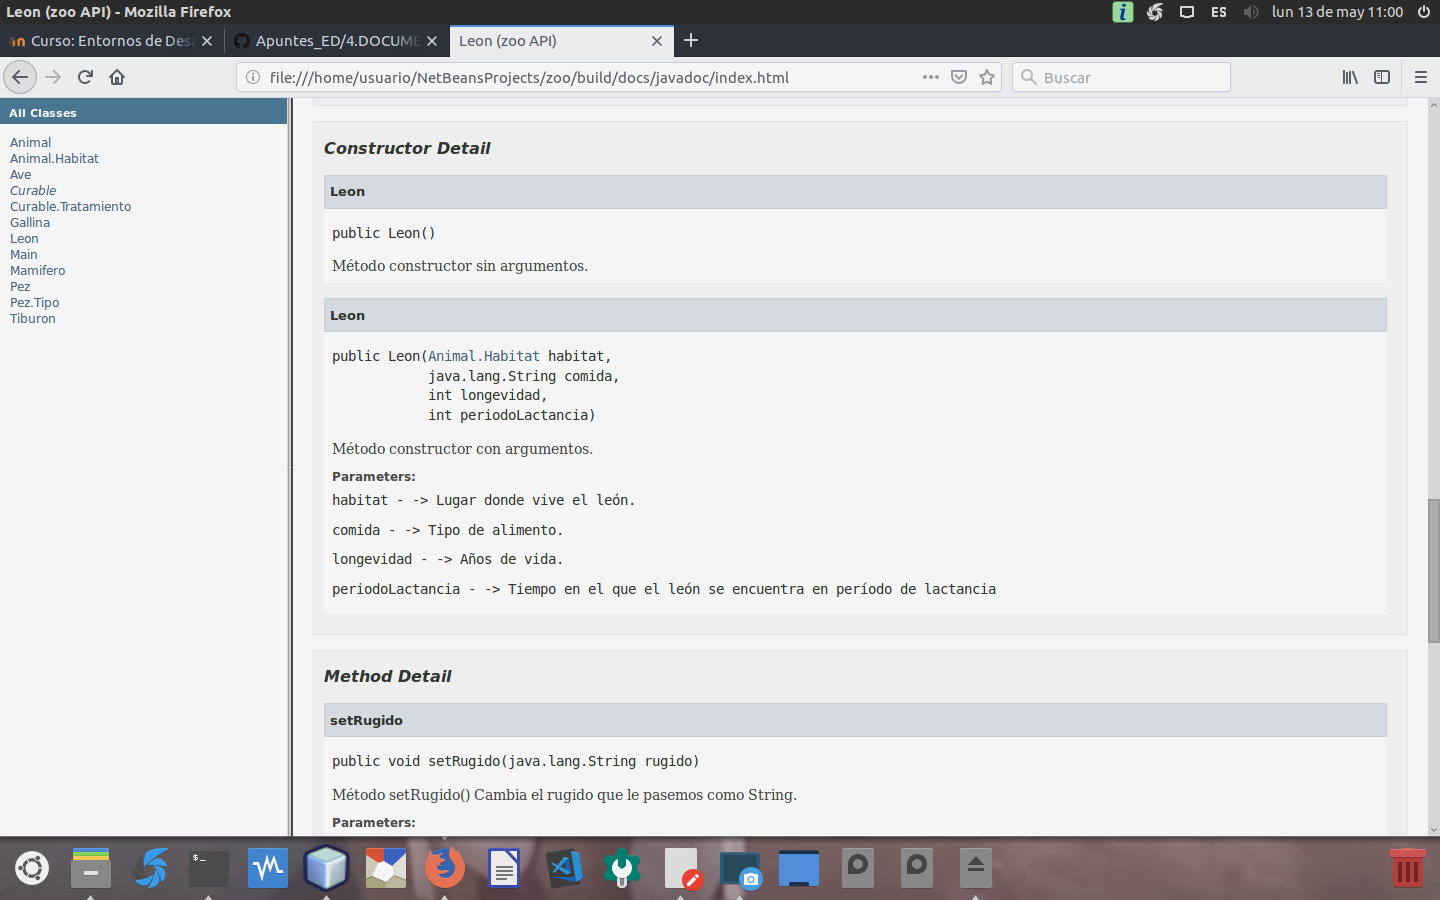 Leon (zoo API) - Mozilla Firefox
ES
lun 13 de may 11:00
Curso: Entornos de Des
Apuntes_ED/4.DOCUME
Leon (zoo API)
file:///home/usuario/NetBeansProjects/zoo/build/docs/javadoc/index.html
Buscar
All Classes
Animal
Animal.Habitat
Ave
Curable
Curable.Tratamiento
Gallina
Leon
Main
Mamifero
Pez
Pez.Tipo
Tiburon
Constructor Detail
Leon
public Leon()
Método constructor sin argumentos.
Leon
public Leon(Animal.Habitat habitat,
java.lang.String comida,
int longevidad,
int periodoLactancia)
Método constructor con argumentos.
Parameters:
habitat - -> Lugar donde vive el león.
comida - -> Tipo de alimento.
longevidad - -> Años de vida.
periodoLactancia - -> Tiempo en el que el león se encuentra en período de lactancia
Method Detail
setRugido
public void setRugido(java.lang.String rugido)
Método setRugido() Cambia el rugido que le pasemos como String.
Parameters: